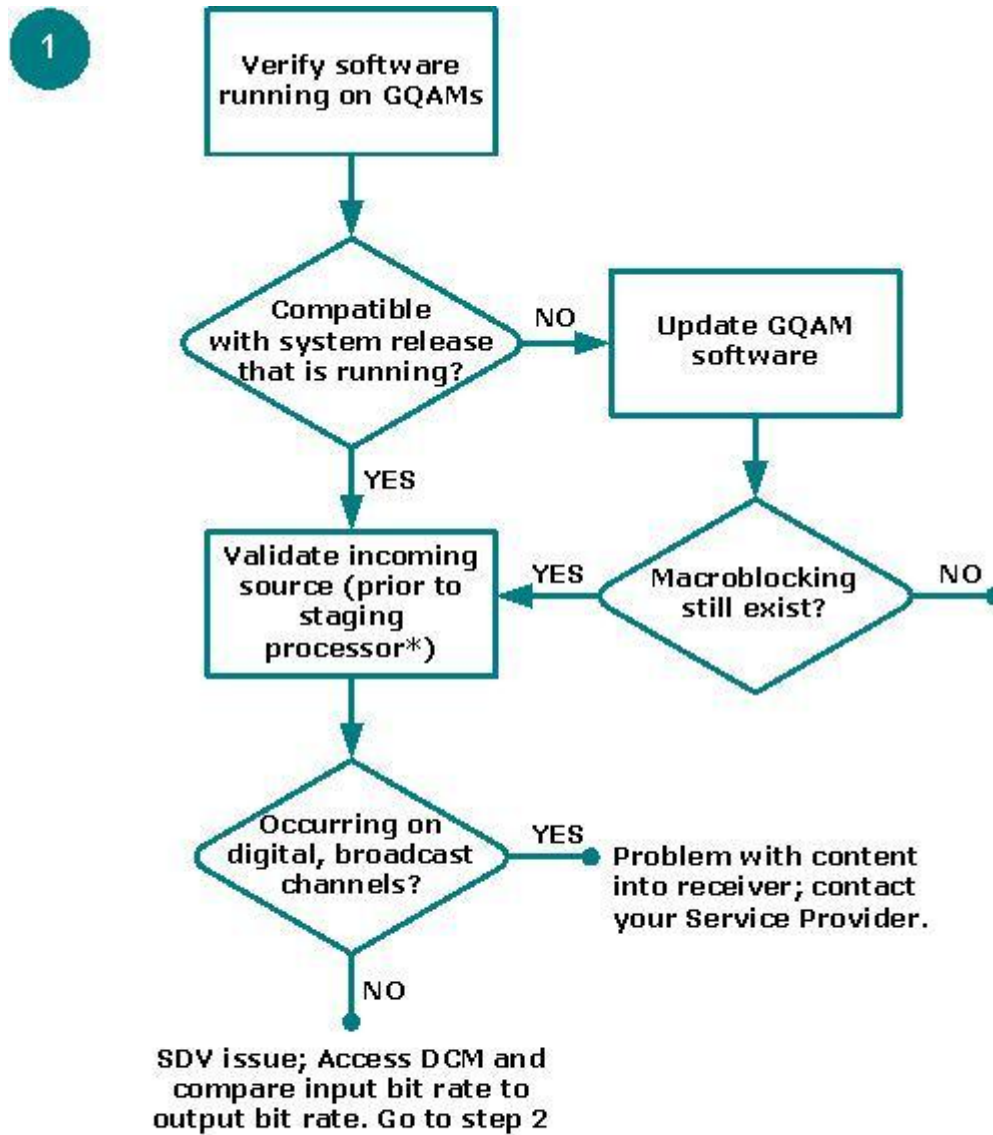 1
Verify software
running on GQAMs
Compatible
with system release
that is running?
NO
Update GQAM
software
YES
Validate incoming
source (prior to
staging
processor*)
YES
Macroblocking
still exist?
NO
Occurring on
digital, broadcast
channels?
YES
Problem with content
into receiver; contact
your Service Provider.
NO
SDV issue; Access DCM and
compare input bit rate to
output bit rate. Go to step 2